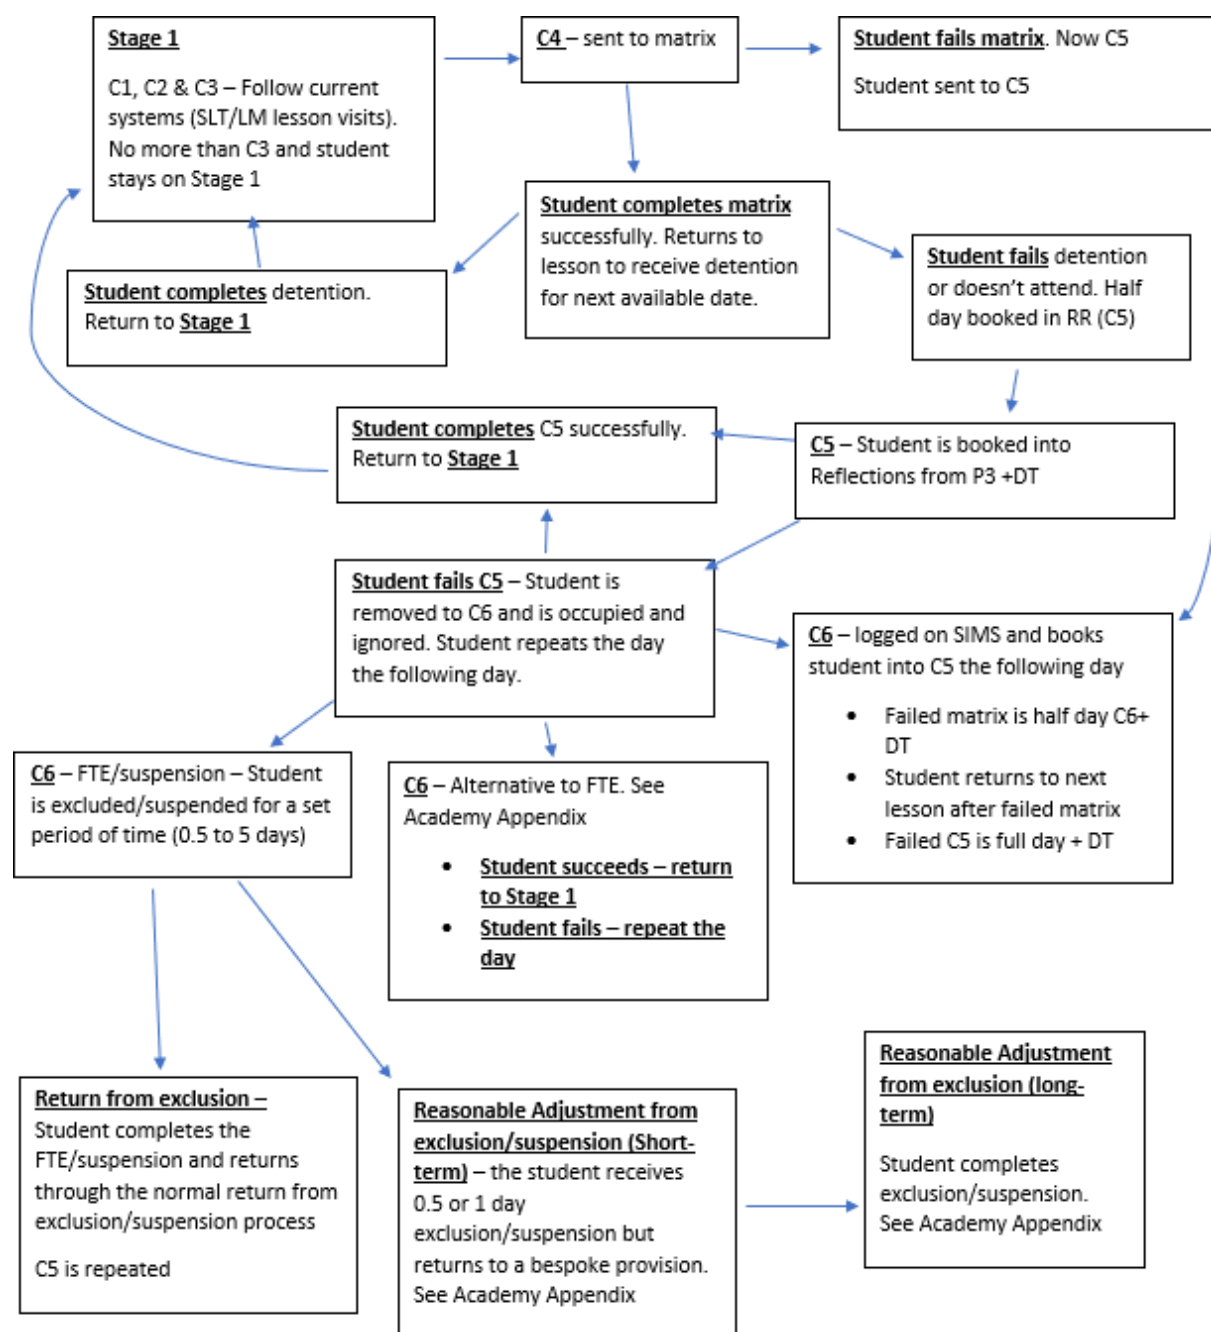 Stage 1
C1, C2 & C3 – Follow current
systems (SLT/LM lesson visits).
No more than C3 and student
stays on Stage 1
C4 – sent to matrix
Student fails matrix. Now C5
Student sent to C5
Student completes matrix
successfully. Returns to
lesson to receive detention
for next available date.
Student fails detention
or doesn’t attend. Half
day booked in RR (C5)
Student completes detention.
Return to Stage 1
Student completes C5 successfully.
Return to Stage 1
C5 – Student is booked into
Reflections from P3 +DT
Student fails C5 – Student is
removed to C6 and is occupied and
ignored. Student repeats the day
the following day.
C6 – logged on SIMS and books
student into C5 the following day
• Failed matrix is half day C6+
DT
• Student returns to next
lesson after failed matrix
• Failed C5 is full day + DT
C6 – FTE/suspension – Student
is excluded/suspended for a set
period of time (0.5 to 5 days)
C6 – Alternative to FTE. See
Academy Appendix
• Student succeeds – return
to Stage 1
• Student fails – repeat the
day
Return from exclusion –
Student completes the
FTE/suspension and returns
through the normal return from
exclusion/suspension process
C5 is repeated
Reasonable Adjustment from
exclusion/suspension (Short-
term) – the student receives
0.5 or 1 day
exclusion/suspension but
returns to a bespoke provision.
See Academy Appendix
Reasonable Adjustment
from exclusion (long-
term)
Student completes
exclusion/suspension.
See Academy Appendix